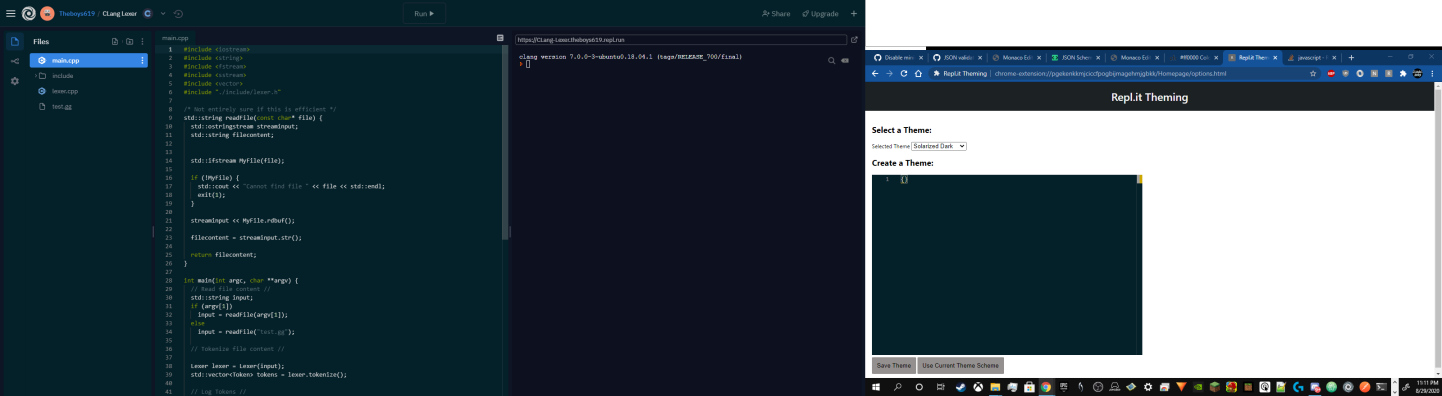 Theboys619 / CLang Lexer C
Run
Share
Upgrade
Files
main.cpp
include
lexer.cpp
test.gg
main.cpp
1 #include <iostream>
2 #include <string>
3 #include <fstream>
4 #include <sstream>
5 #include <vector>
6 #include "./include/lexer.h"
7
8 /* Not entirely sure if this is efficient */
9 std::string readFile(const char* file) {
10 std::ostringstream streaminput;
11 std::string filecontent;
12
13
14 std::ifstream MyFile(file);
15
16 if (!MyFile) {
17 std::cout << "Cannot find file " << file << std::endl;
18 exit(1);
19 }
20
21 streaminput << MyFile.rdbuf();
22
23 filecontent = streaminput.str();
24
25 return filecontent;
26 }
27
28 int main(int argc, char **argv) {
29 // Read file content //
30 std::string input;
31 if (argv[1])
32 input = readFile(argv[1]);
33 else
34 input = readFile("test.gg");
35
36 // Tokenize file content //
37
38 Lexer lexer = Lexer(input);
39 std::vector<Token> tokens = lexer.tokenize();
40
41 // Log Tokens //
https://CLang-Lexer.theboys619.repl.run
clang version 7.0.0-3~ubuntu0.18.04.1 (tags/RELEASE_700/final)
Disable min
JSON valida
Monaco Edi
JSON Schem
Monaco Edi
#ff0000 Col
Repl.it Them
javascript - F
Repl.it Theming
chrome-extension://pgekenkkmjciccfpogbijmagehmjgbkk/Homepage/options.html
Repl.it Theming
Select a Theme:
Selected Theme Solarized Dark
Create a Theme:
1 {}
Save Theme
Use Current Theme Scheme
11:11 PM
8/29/2020